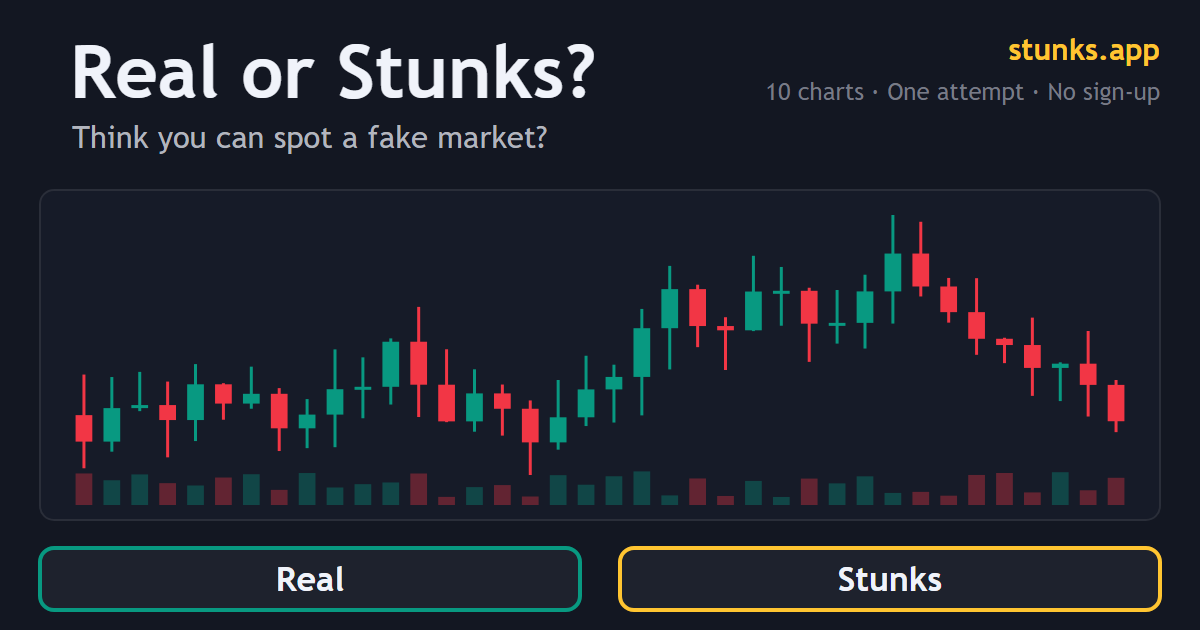 Real or Stunks?
Think you can spot a fake market?
stunks.app
10 charts · One attempt · No sign-up
Real
Stunks